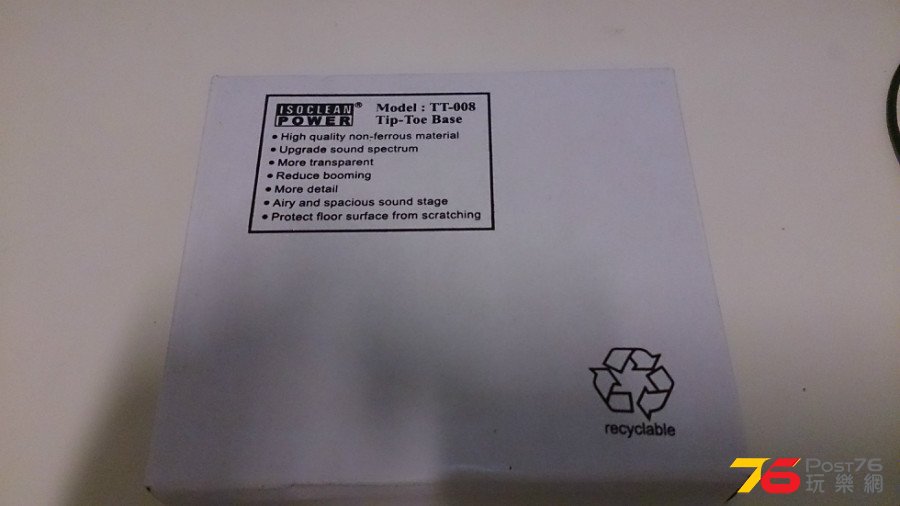 ISOCLEAN®
POWER
Model : TT-008
Tip-Toe Base
• High quality non-ferrous material
• Upgrade sound spectrum
• More transparent
• Reduce booming
• More detail
• Airy and spacious sound stage
• Protect floor surface from scratching
recyclable
76 POST76
玩樂網